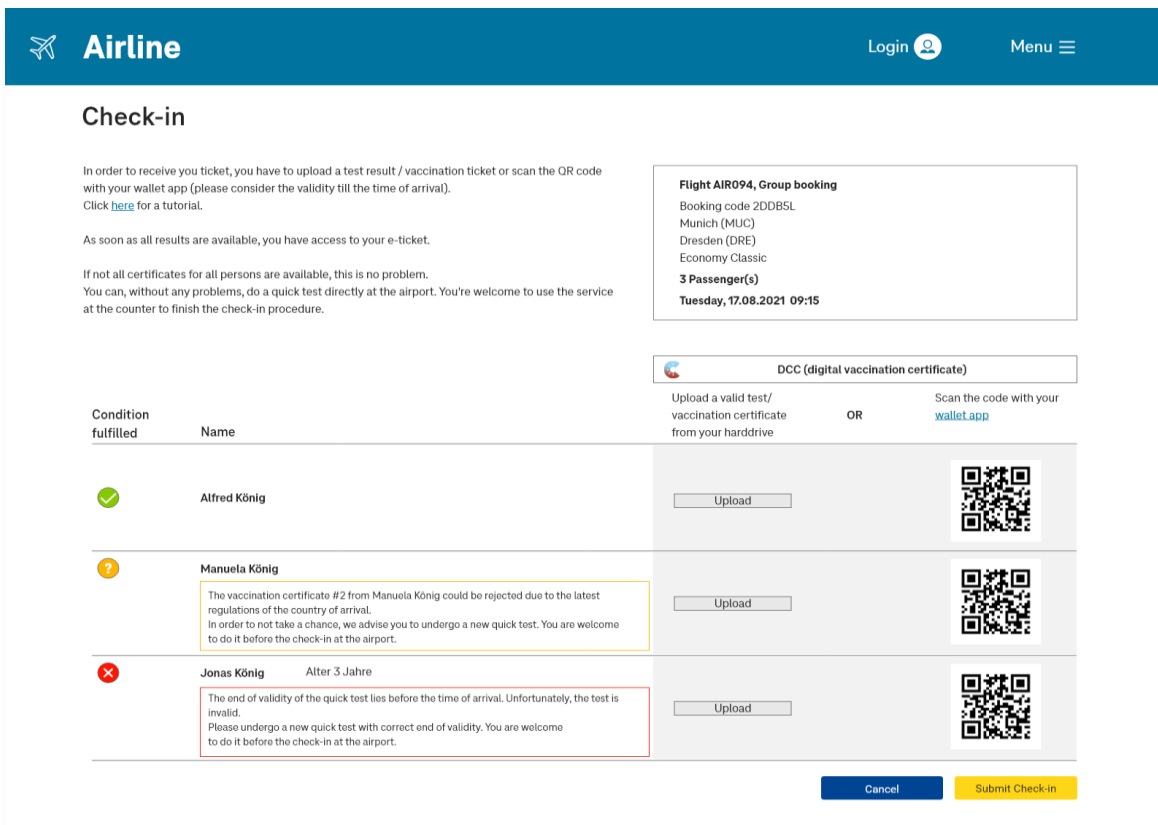 Airline
Login
Menu
Check-in
In order to receive you ticket, you have to upload a test result / vaccination ticket or scan the QR code
with your wallet app (please consider the validity till the time of arrival).
Click here for a tutorial.
As soon as all results are available, you have access to your e-ticket.
If not all certificates for all persons are available, this is no problem.
You can, without any problems, do a quick test directly at the airport. You're welcome to use the service
at the counter to finish the check-in procedure.
Flight AIR094, Group booking
Booking code 2DDB5L
Munich (MUC)
Dresden (DRE)
Economy Classic
3 Passenger(s)
Tuesday, 17.08.2021 09:15
DCC (digital vaccination certificate)
Condition
fulfilled
Name
Upload a valid test/
vaccination certificate
from your harddrive
OR
Scan the code with your
wallet app
Alfred König
Upload
Manuela König
The vaccination certificate #2 from Manuela König could be rejected due to the latest
regulations of the country of arrival.
In order to not take a chance, we advise you to undergo a new quick test. You are welcome
to do it before the check-in at the airport.
Upload
Jonas König
Alter 3 Jahre
The end of validity of the quick test lies before the time of arrival. Unfortunately, the test is
invalid.
Please undergo a new quick test with correct end of validity. You are welcome
to do it before the check-in at the airport.
Upload
Cancel
Submit Check-in